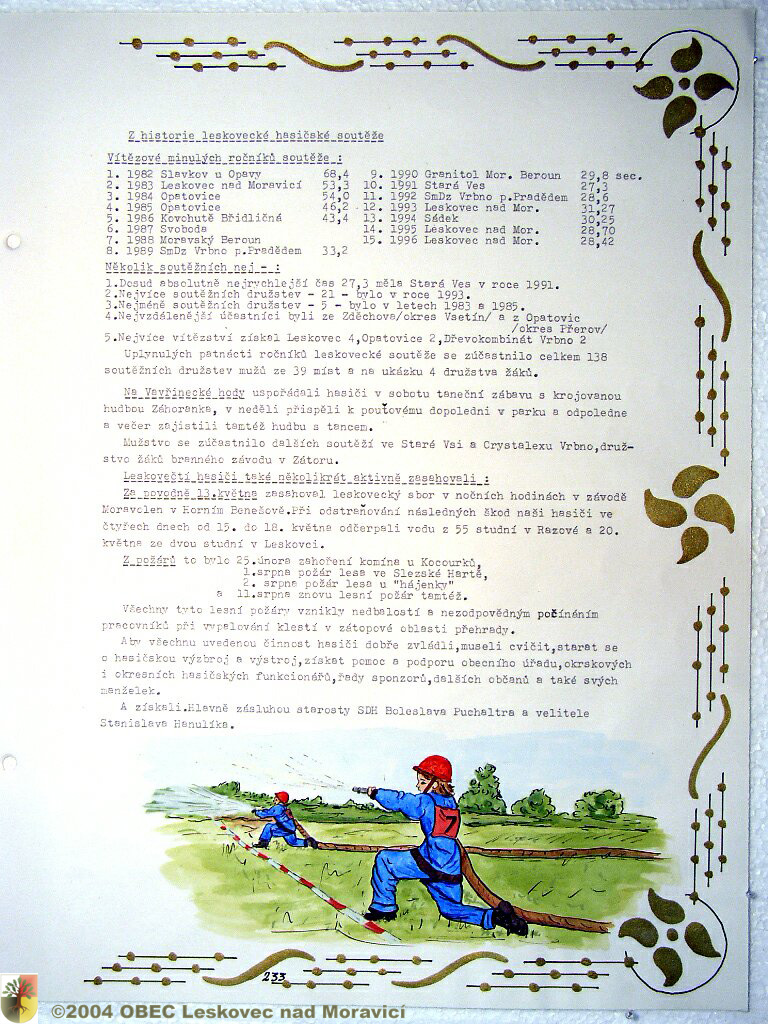 Z historie leskovecké hasičské soutěže
Vítězové minulých ročníků soutěže :
1. 1982 Slavkov u Opavy 68,4
2. 1983 Leskovec nad Moravicí 53,3
3. 1984 Opatovice 54,0
4. 1985 Opatovice 46,2
5. 1986 Kovohutě Břidličná 43,4
6. 1987 Svoboda
7. 1988 Moravský Beroun
8. 1989 SmDz Vrbno p.Pradědem 33,2
9. 1990 Granitol Mor. Beroun 29,8 sec.
10. 1991 Stará Ves 27,3
11. 1992 SmDz Vrbno p.Pradědem 28,6
12. 1993 Leskovec nad Mor. 31,27
13. 1994 Sádek 30,25
14. 1995 Leskovec nad Mor. 28,70
15. 1996 Leskovec nad Mor. 28,42
Několik soutěžních nej - :
1.Dosud absolutně nejrychlejší čas 27,3 měla Stará Ves v roce 1991.
2.Nejvíce soutěžních družstev - 21 - bylo v roce 1993.
3.Nejméně soutěžních družstev - 5 - bylo v letech 1983 a 1985.
4.Nejvzdálenější účastníci byli ze Zděchova/okres Vsetín/ a z Opatovic
/okres Přerov/
5.Nejvíce vítězství získal Leskovec 4,Opatovice 2,Dřevokombinát Vrbno 2
Uplynulých patnácti ročníků leskovecké soutěže se zúčastnilo celkem 138
soutěžních družstev mužů ze 39 míst a na ukázku 4 družstva žáků.
Na Vavřinecké hody uspořádali hasiči v sobotu taneční zábavu s krojovanou
hudbou Záhoranka, v neděli přispěli k pouťovému dopoledni v parku a odpoledne
a večer zajistili tamtéž hudbu s tancem.
Mužstvo se zúčastnilo dalších soutěží ve Staré Vsi a Crystalexu Vrbno,druž-
stvo žáků branného závodu v Zátoru.
Leskovečtí hasiči také několikrát aktivně zasahovali :
Za povodně 13.května zasahoval leskovecký sbor v nočních hodinách v závodě
Moravolen v Horním Benešově.Při odstraňování následných škod naši hasiči ve
čtyřech dnech od 15. do 18. května odčerpali vodu z 55 studní v Razové a 20.
května ze dvou studní v Leskovci.
Z požárů to bylo 25.února zahoření komína u Kocourků,
1.srpna požár lesa ve Slezské Hartě,
2. srpna požár lesa u "hájenky"
a 11.srpna znovu lesní požár tamtéž.
Všechny tyto lesní požáry vznikly nedbalostí a nezodpovědným počínáním
pracovníků při vypalování klestí v zátopové oblasti přehrady.
Aby všechnu uvedenou činnost hasiči dobře zvládli,museli cvičit,starat se
o hasičskou výzbroj a výstroj,získat pomoc a podporu obecního úřadu,okrskových
i okresních hasičských funkcionářů,řady sponzorů,dalších občanů a také svých
manželek.
A získali.Hlavně zásluhou starosty SDH Boleslava Puchaltra a velitele
Stanislava Hanulíka.
7
233
©2004 OBEC Leskovec nad Moravicí